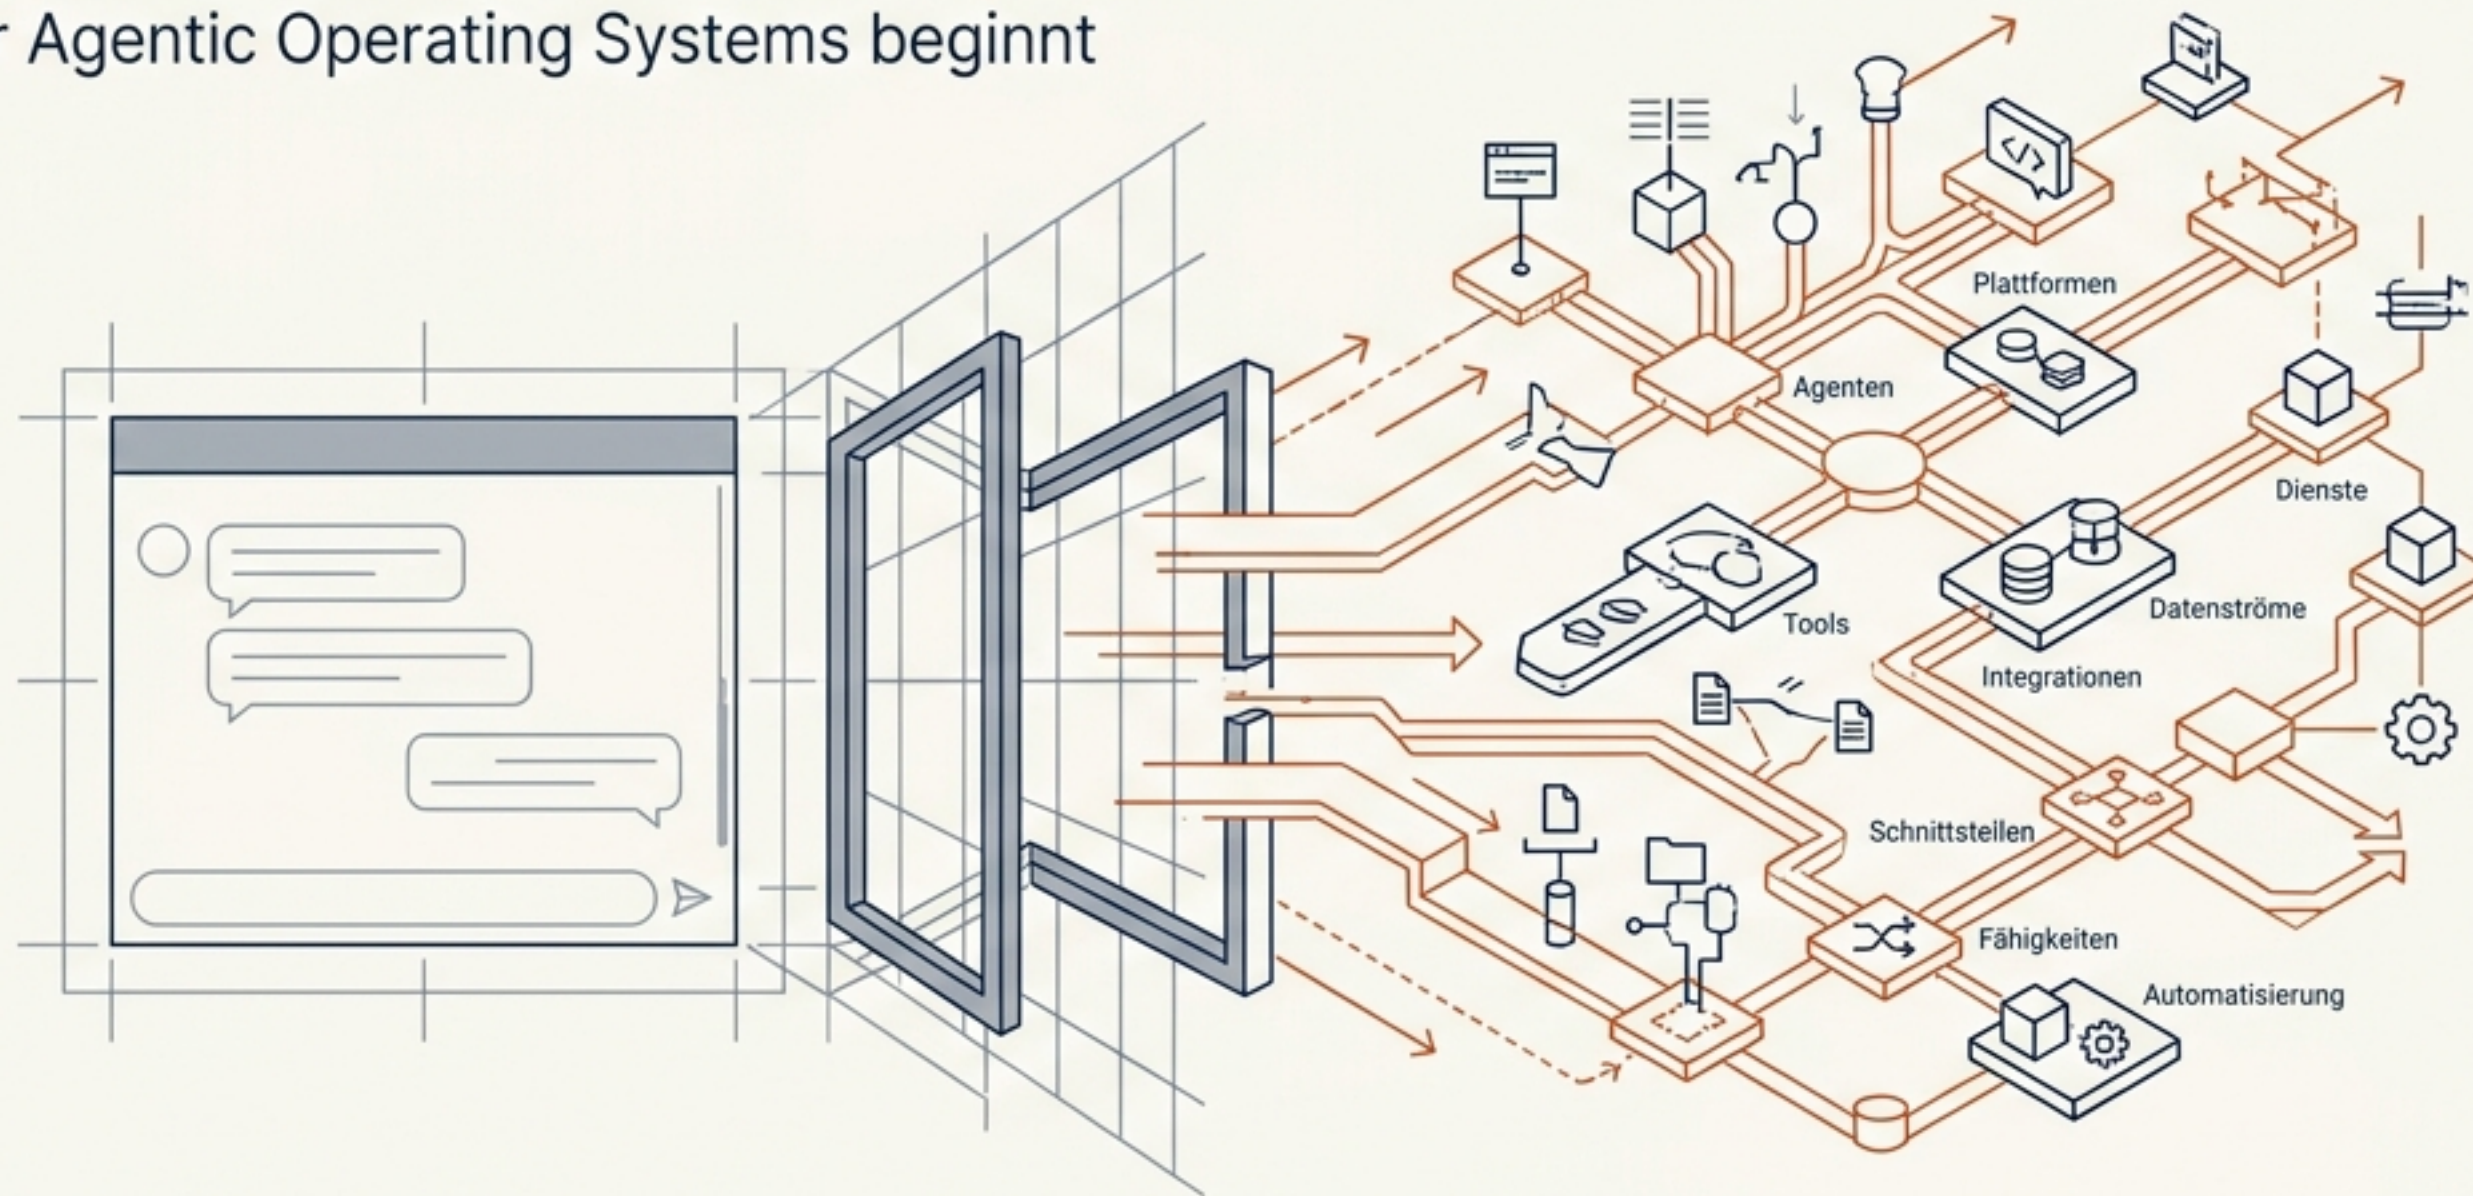 Agentic Operating Systems beginnt
Plattformen
Agenten
Dienste
Datenströme
Tools
Integrationen
Schnittstellen
Fähigkeiten
Automatisierung